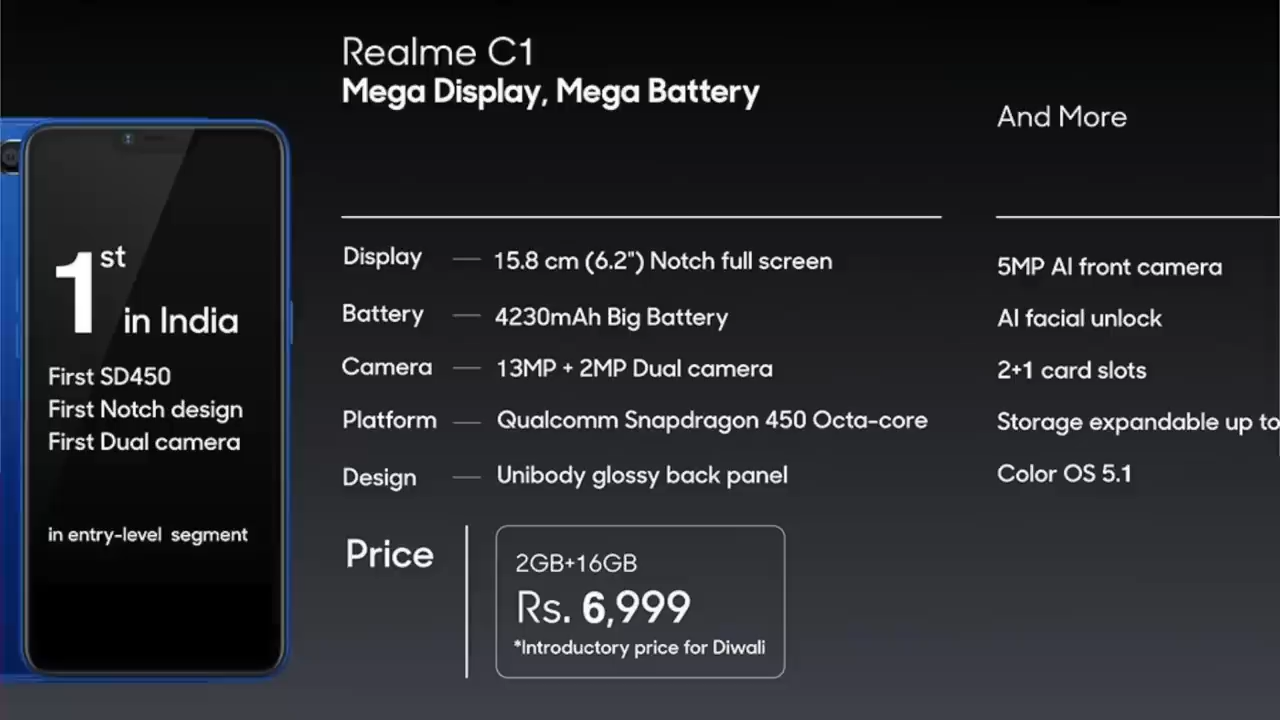 Realme C1
Mega Display, Mega Battery
And More
1st
in India
First SD450
First Notch design
First Dual camera
in entry-level segment
Display — 15.8 cm (6.2") Notch full screen
Battery — 4230mAh Big Battery
Camera — 13MP + 2MP Dual camera
Platform — Qualcomm Snapdragon 450 Octa-core
Design — Unibody glossy back panel
Price
2GB+16GB
Rs. 6,999
*Introductory price for Diwali
5MP AI front camera
AI facial unlock
2+1 card slots
Storage expandable up to
Color OS 5.1